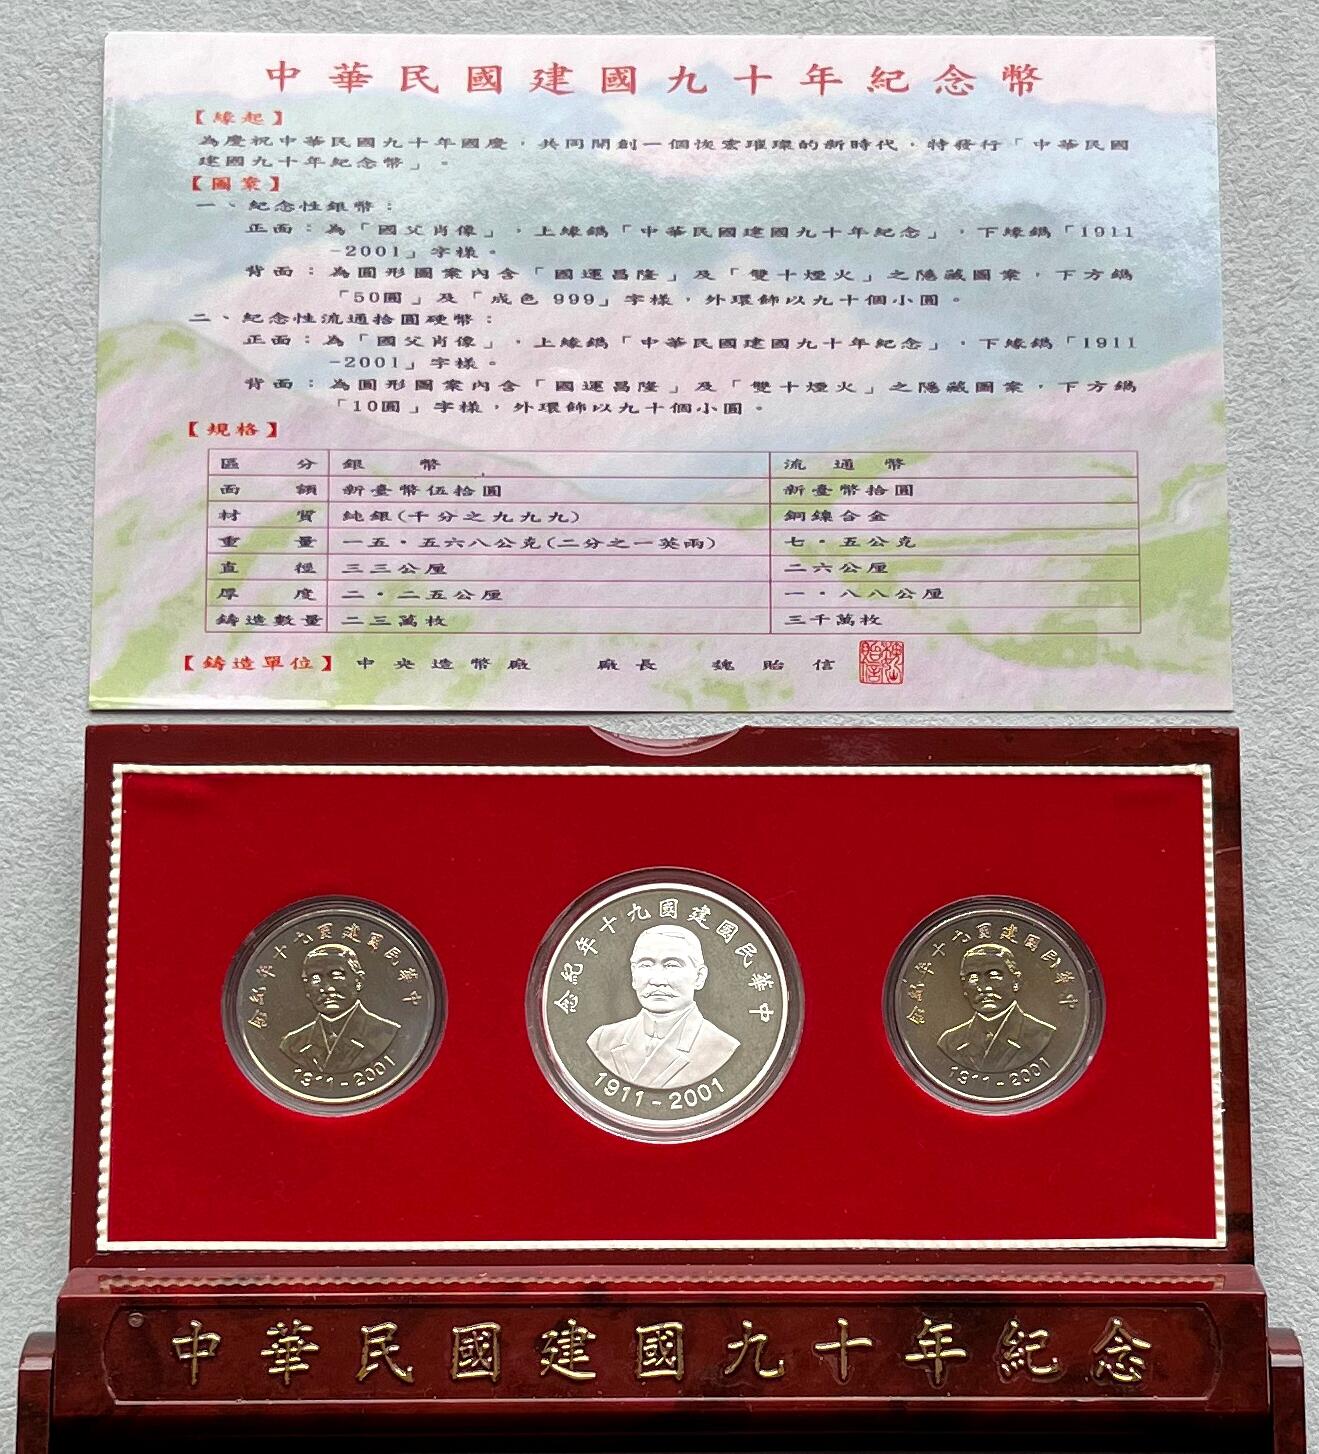 中華民國建國九十年紀念幣
【緣起】
為慶祝中華民國九十年國慶，共同開創一個恢宏璀璨的新時代，特發行「中華民國
建國九十年紀念幣」。
【圖案】
一、紀念性銀幣：
正面：為「國父肖像」，上緣鐫「中華民國建國九十年紀念」，下緣鐫「1911
-2001」字樣。
背面：為圓形圖案內含「國運昌隆」及「雙十煙火」之隱藏圖案，下方鐫
「50圓」及「成色 999」字樣，外環飾以九十個小圓。
二、紀念性流通拾圓硬幣：
正面：為「國父肖像」，上緣鐫「中華民國建國九十年紀念」，下緣鐫「1911
-2001」字樣。
背面：為圓形圖案內含「國運昌隆」及「雙十煙火」之隱藏圖案，下方鐫
「10圓」字樣，外環飾以九十個小圓。
【規格】
區分 銀幣 流通幣
面額 新臺幣伍拾圓 新臺幣拾圓
材質 純銀(千分之九九九) 銅鎳合金
重量 一五．五六八公克(二分之一英兩) 七．五公克
直徑 三三公厘 二六公厘
厚度 二．二五公厘 一．八八公厘
鑄造數量 二三萬枚 三千萬枚
【鑄造單位】 中央造幣廠 廠長 魏貽信
中華民國建國九十年紀念
1911-2001
中華民國建國九十年紀念
1911-2001
中華民國建國九十年紀念
1911-2001
中華民國建國九十年紀念